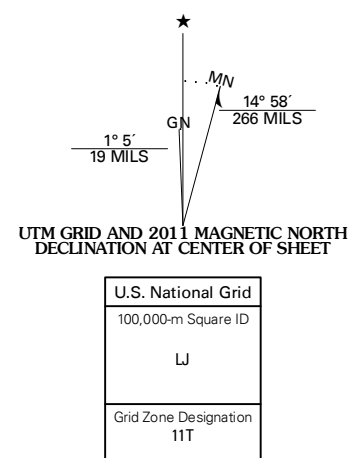 ★
MN
GN
1° 5´
19 MILS
14° 58´
266 MILS
UTM GRID AND 2011 MAGNETIC NORTH
DECLINATION AT CENTER OF SHEET
U.S. National Grid
100,000-m Square ID
LJ
Grid Zone Designation
11T